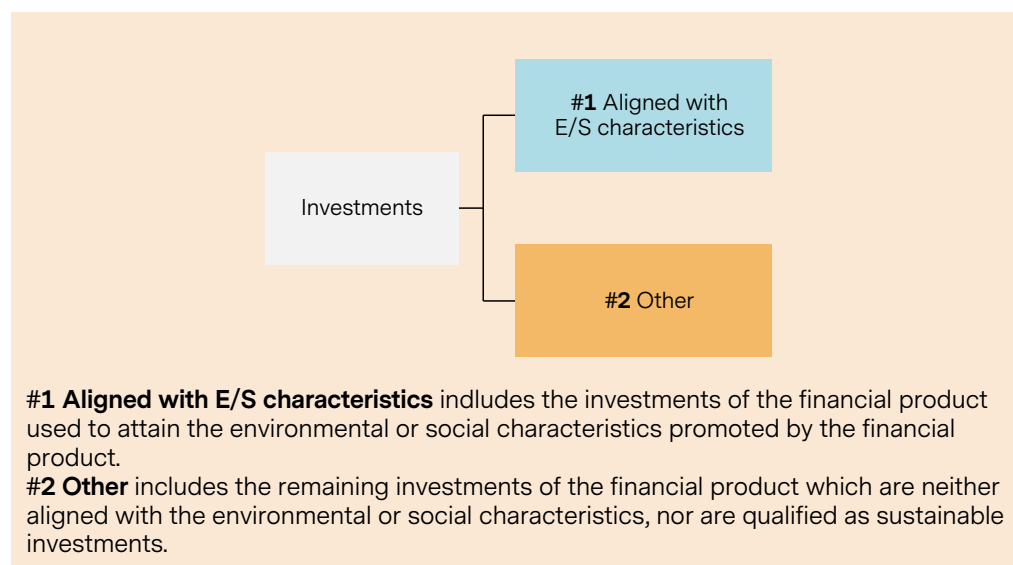 #1 Aligned with
E/S characteristics
Investments
#2 Other
#1 Aligned with E/S characteristics indludes the investments of the financial product
used to attain the environmental or social characteristics promoted by the financial
product.
#2 Other includes the remaining investments of the financial product which are neither
aligned with the environmental or social characteristics, nor are qualified as sustainable
investments.